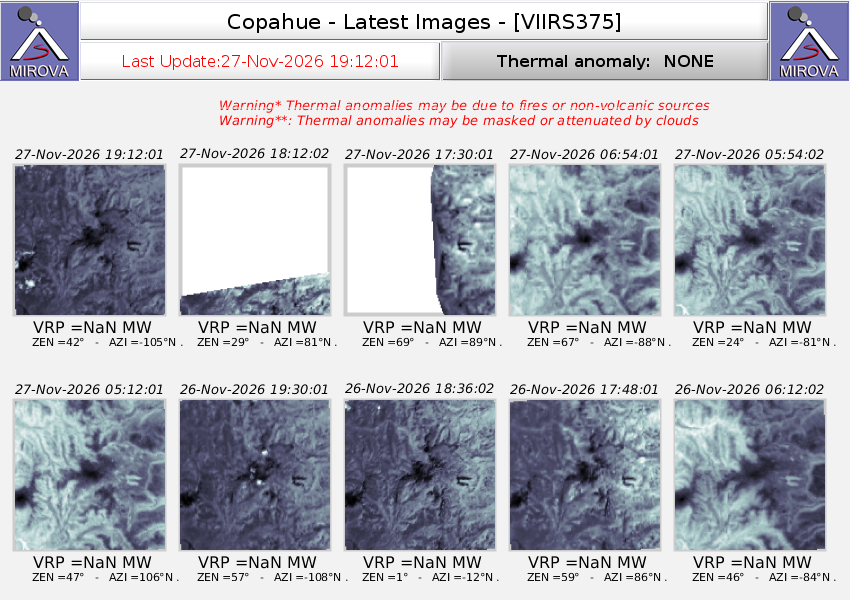 Copahue - Latest Images - [VIIRS375]
MIROVA
Last Update:27-Nov-2026 19:12:01
Thermal anomaly: NONE
MIROVA
Warning* Thermal anomalies may be due to fires or non-volcanic sources
Warning**: Thermal anomalies may be masked or attenuated by clouds
27-Nov-2026 19:12:01
27-Nov-2026 18:12:02
27-Nov-2026 17:30:01
27-Nov-2026 06:54:01
27-Nov-2026 05:54:02
VRP =NaN MW
VRP =NaN MW
VRP =NaN MW
VRP =NaN MW
VRP =NaN MW
ZEN =42° - AZI =-105°N .
ZEN =29° - AZI =81°N .
ZEN =69° - AZI =89°N .
ZEN =67° - AZI =-88°N .
ZEN =24° - AZI =-81°N .
27-Nov-2026 05:12:01
26-Nov-2026 19:30:01
26-Nov-2026 18:36:02
26-Nov-2026 17:48:01
26-Nov-2026 06:12:02
VRP =NaN MW
VRP =NaN MW
VRP =NaN MW
VRP =NaN MW
VRP =NaN MW
ZEN =47° - AZI =106°N .
ZEN =57° - AZI =-108°N .
ZEN =1° - AZI =-12°N .
ZEN =59° - AZI =86°N .
ZEN =46° - AZI =-84°N .